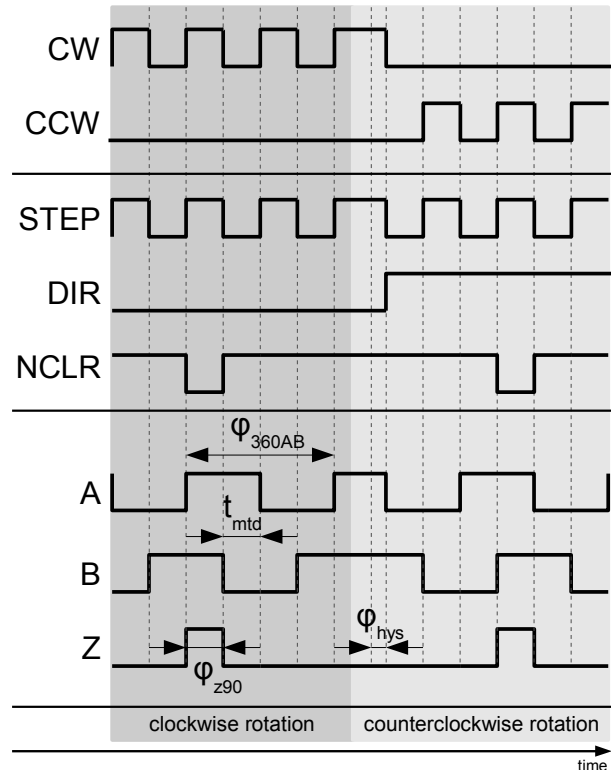 CW
CCW
STEP
DIR
NCLR
φ360AB
A
tmtd
B
φhys
Z
φz90
clockwise rotation
counterclockwise rotation
time